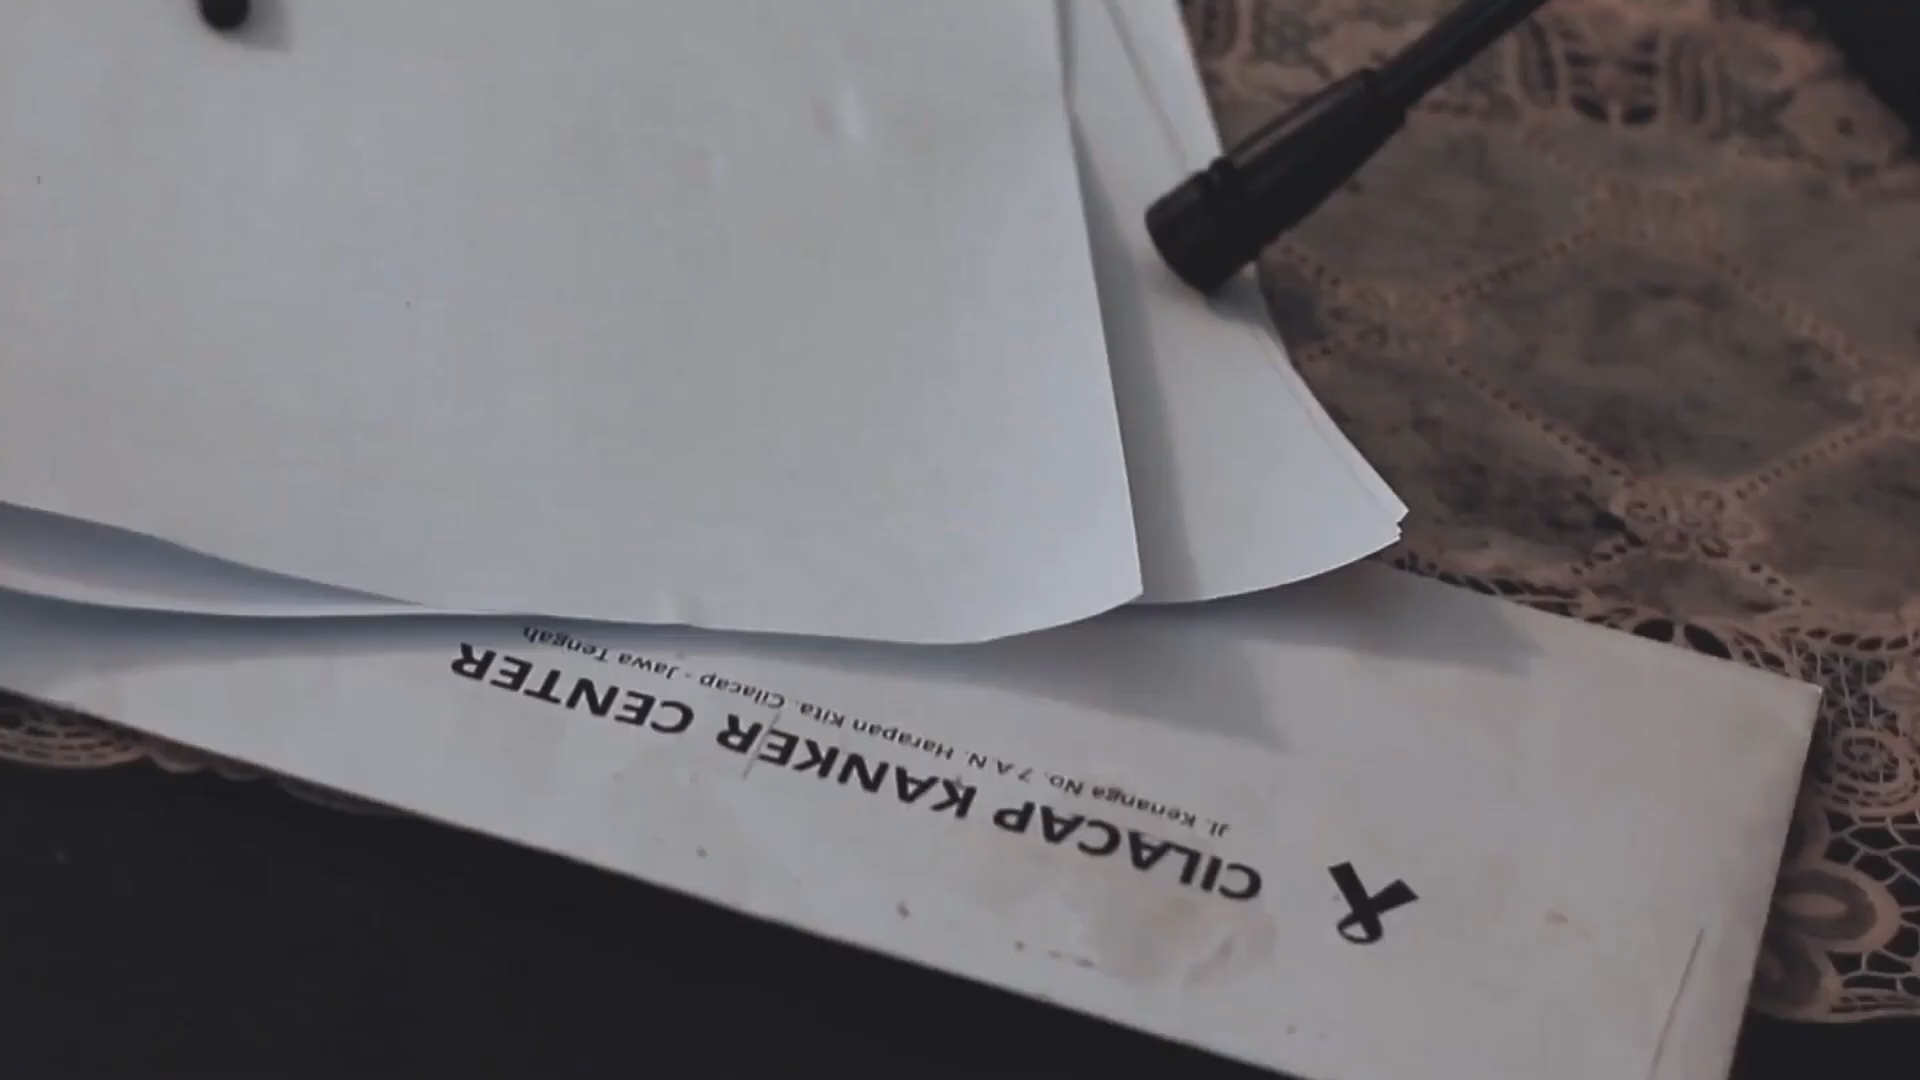 CILACAP KANKER CENTER
Jl. Kenanga No. 7 A.N. Harapan Kita. Cilacap - Jawa Tengah